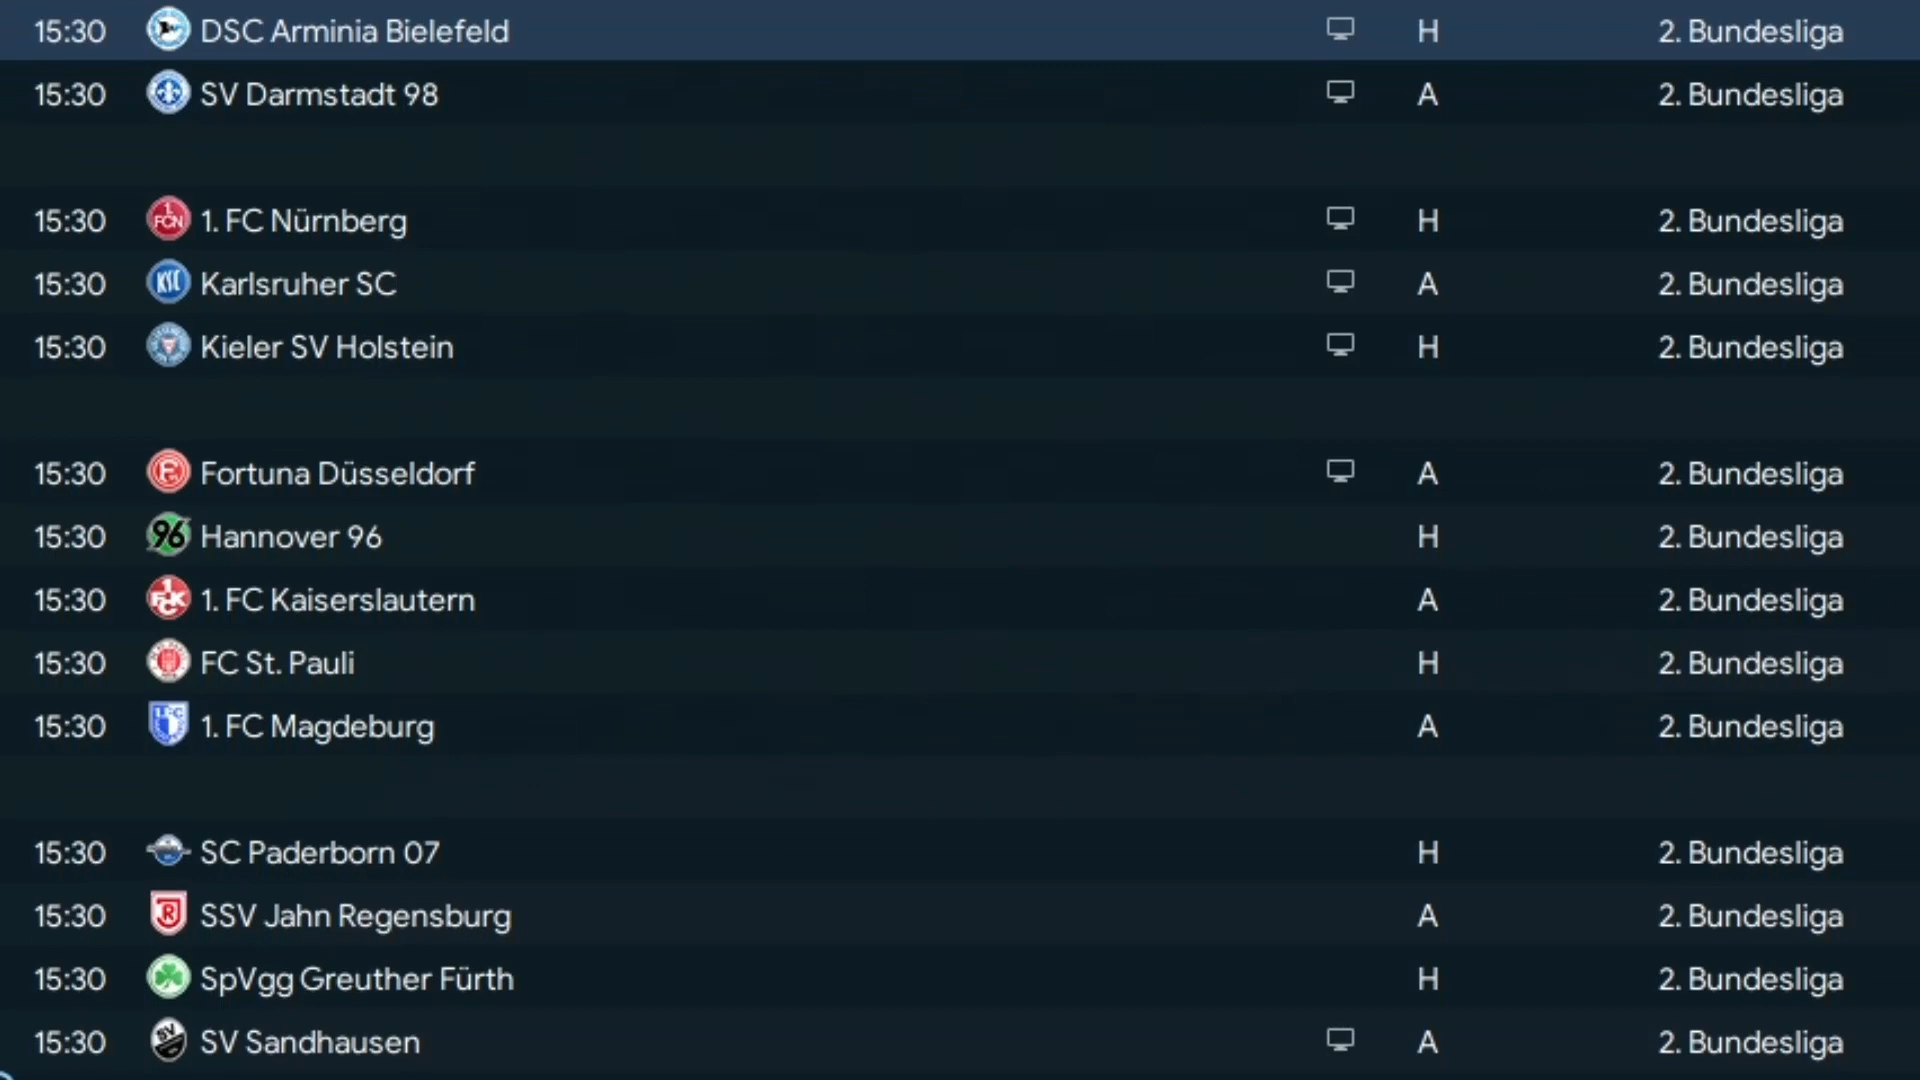 15:30 DSC Arminia Bielefeld H 2. Bundesliga
15:30 SV Darmstadt 98 A 2. Bundesliga
15:30 1. FC Nürnberg H 2. Bundesliga
15:30 Karlsruher SC A 2. Bundesliga
15:30 Kieler SV Holstein H 2. Bundesliga
15:30 Fortuna Düsseldorf A 2. Bundesliga
15:30 96 Hannover 96 H 2. Bundesliga
15:30 1. FC Kaiserslautern A 2. Bundesliga
15:30 FC St. Pauli H 2. Bundesliga
15:30 1. FC Magdeburg A 2. Bundesliga
15:30 SC Paderborn 07 H 2. Bundesliga
15:30 SSV Jahn Regensburg A 2. Bundesliga
15:30 SpVgg Greuther Fürth H 2. Bundesliga
15:30 SV Sandhausen A 2. Bundesliga